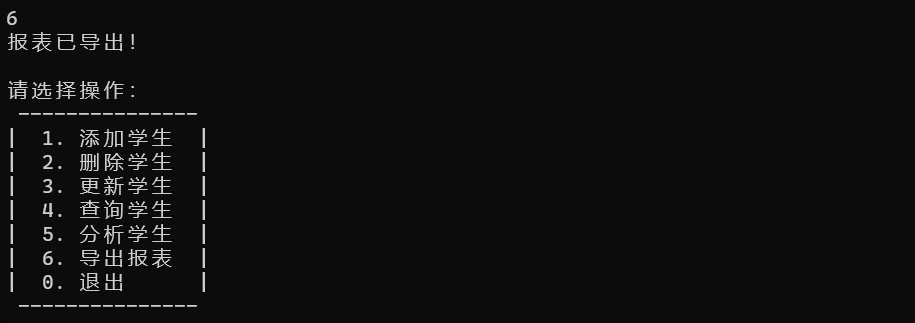 6
报表已导出!

请选择操作:
 ---------------
|  1. 添加学生  |
|  2. 删除学生  |
|  3. 更新学生  |
|  4. 查询学生  |
|  5. 分析学生  |
|  6. 导出报表  |
|  0. 退出      |
 ---------------